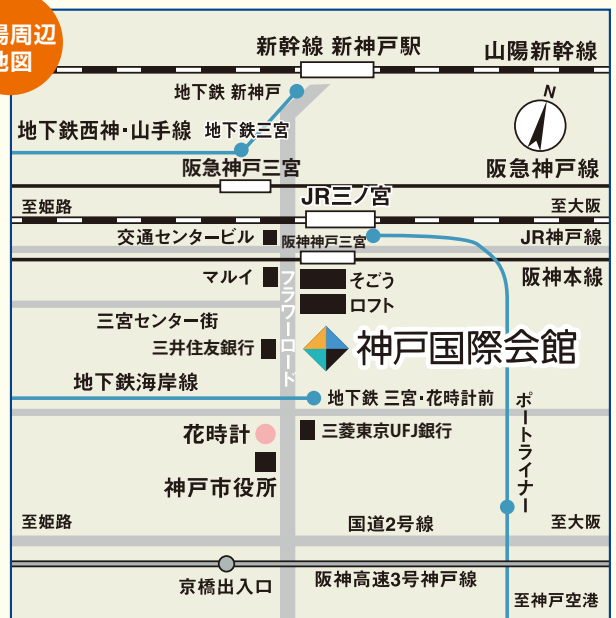 場周辺
地図
新幹線 新神戸駅
山陽新幹線
地下鉄 新神戸
N
地下鉄西神・山手線
地下鉄三宮
阪急神戸三宮
阪急神戸線
JR三ノ宮
至姫路
至大阪
交通センタービル
阪神神戸三宮
JR神戸線
マルイ
フラワーロード
そごう
阪神本線
ロフト
三宮センター街
三井住友銀行
神戸国際会館
地下鉄海岸線
地下鉄 三宮・花時計前
ポートライナー
花時計
三菱東京UFJ銀行
神戸市役所
至姫路
国道2号線
至大阪
京橋出入口
阪神高速3号神戸線
至神戸空港